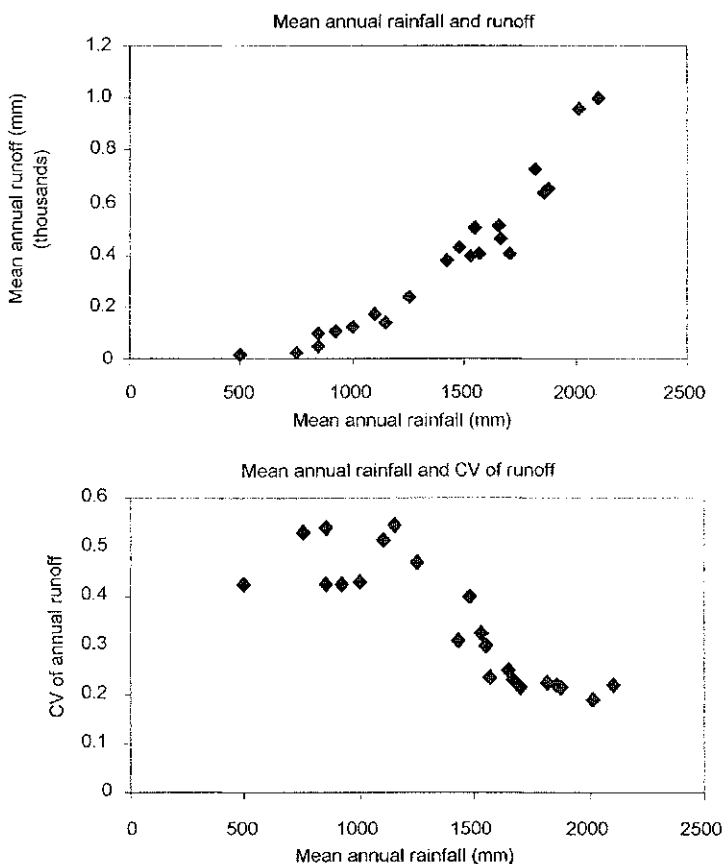 Mean annual rainfall and runoff
Mean annual runoff (mm)
(thousands)
1.2
1.0
0.8
0.6
0.4
0.2
0
0 500 1000 1500 2000 2500
Mean annual rainfall (mm)
Mean annual rainfall and CV of runoff
CV of annual runoff
0.6
0.5
0.4
0.3
0.2
0.1
0
0 500 1000 1500 2000 2500
Mean annual rainfall (mm)